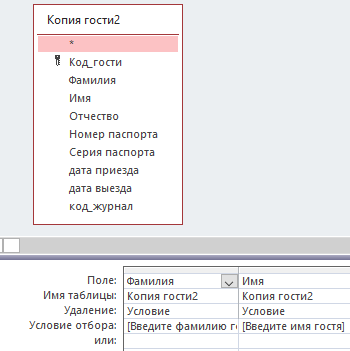 Копия гости2
*
Код_гости
Фамилия
Имя
Отчество
Номер паспорта
Серия паспорта
дата приезда
дата выезда
код_журнал
Поле: Фамилия Имя
Имя таблицы: Копия гости2 Копия гости2
Удаление: Условие Условие
Условие отбора: [Введите фамилию г [Введите имя гостя]
или: